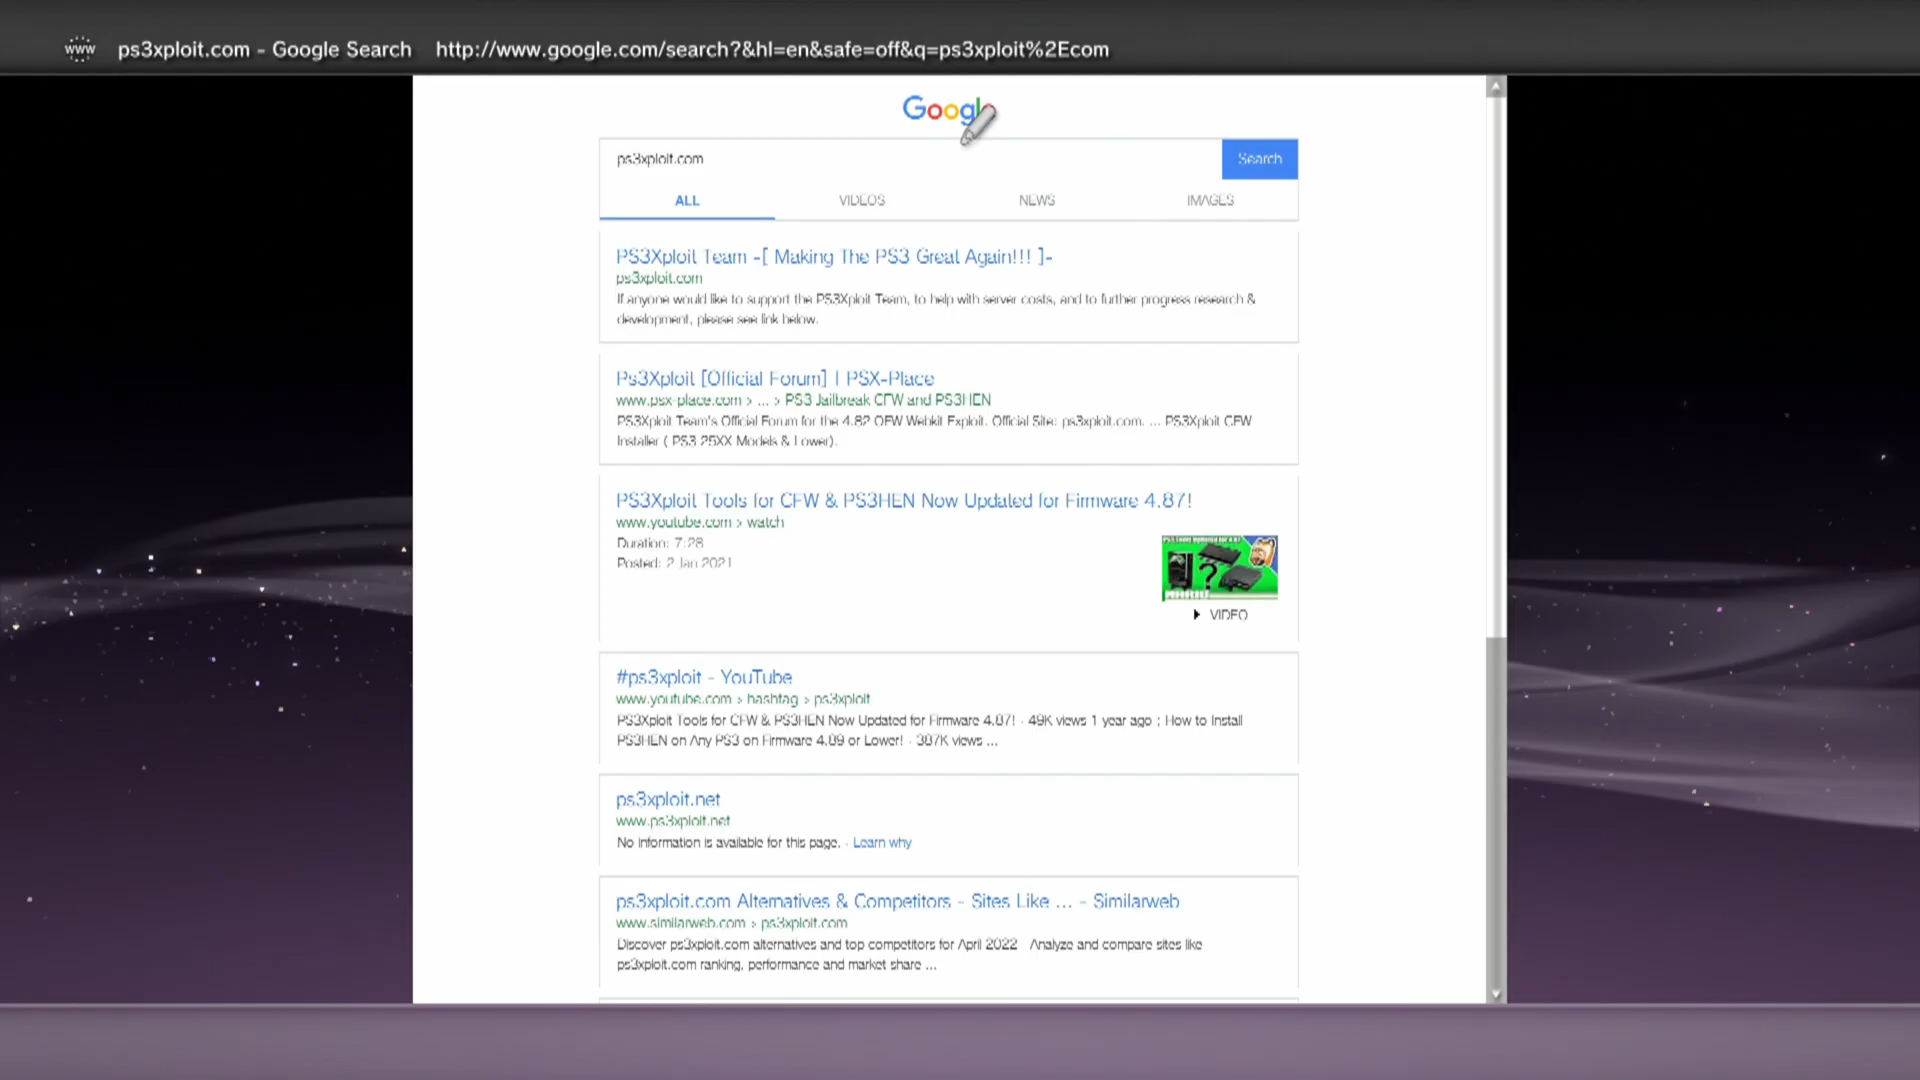 www ps3xploit.com - Google Search http://www.google.com/search?&hl=en&safe=off&q=ps3xploit%2Ecom
Google
ps3xploit.com Search
ALL VIDEOS NEWS IMAGES
PS3Xploit Team -[ Making The PS3 Great Again!!! ]-
ps3xploit.com
If anyone would like to support the PS3Xploit Team, to help with server costs, and to further progress research &
development, please see link below.
Ps3Xploit [Official Forum] | PSX-Place
www.psx-place.com › ... › PS3 Jailbreak CFW and PS3HEN
PS3Xploit Team's Official Forum for the 4.82 OFW Webkit Exploit. Official Site: ps3xploit.com. ... PS3Xploit CFW
Installer ( PS3 25XX Models & Lower).
PS3Xploit Tools for CFW & PS3HEN Now Updated for Firmware 4.87!
www.youtube.com › watch
Duration: 7:28
Posted: 2 Jan 2021
VIDEO
#ps3xploit - YouTube
www.youtube.com › hashtag › ps3xploit
PS3Xploit Tools for CFW & PS3HEN Now Updated for Firmware 4.87! · 49K views 1 year ago ; How to Install
PS3HEN on Any PS3 on Firmware 4.89 or Lower! · 387K views ...
ps3xploit.net
www.ps3xploit.net
No information is available for this page. · Learn why
ps3xploit.com Alternatives & Competitors - Sites Like ... - Similarweb
www.similarweb.com › ps3xploit.com
Discover ps3xploit.com alternatives and top competitors for April 2022 Analyze and compare sites like
ps3xploit.com ranking, performance and market share ...